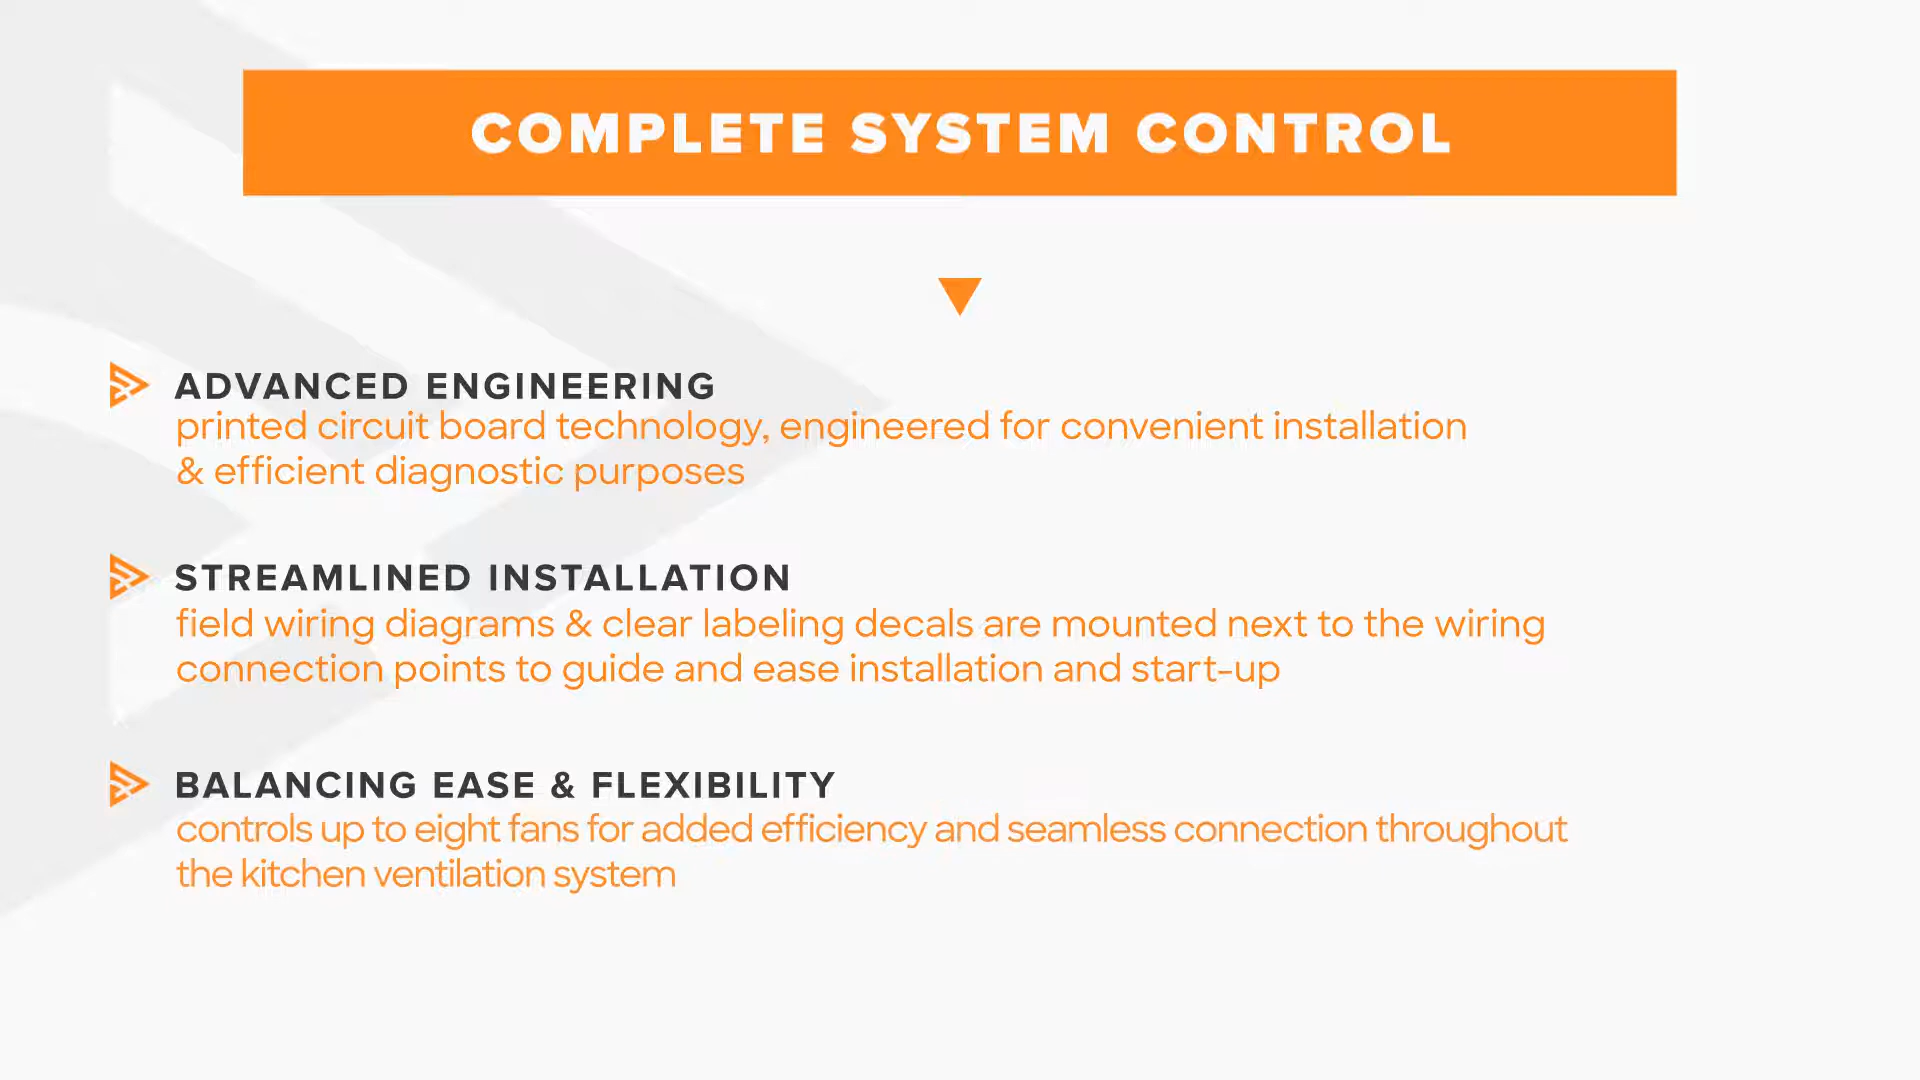 COMPLETE SYSTEM CONTROL
ADVANCED ENGINEERING
printed circuit board technology, engineered for convenient installation
& efficient diagnostic purposes
STREAMLINED INSTALLATION
field wiring diagrams & clear labeling decals are mounted next to the wiring
connection points to guide and ease installation and start-up
BALANCING EASE & FLEXIBILITY
controls up to eight fans for added efficiency and seamless connection throughout
the kitchen ventilation system